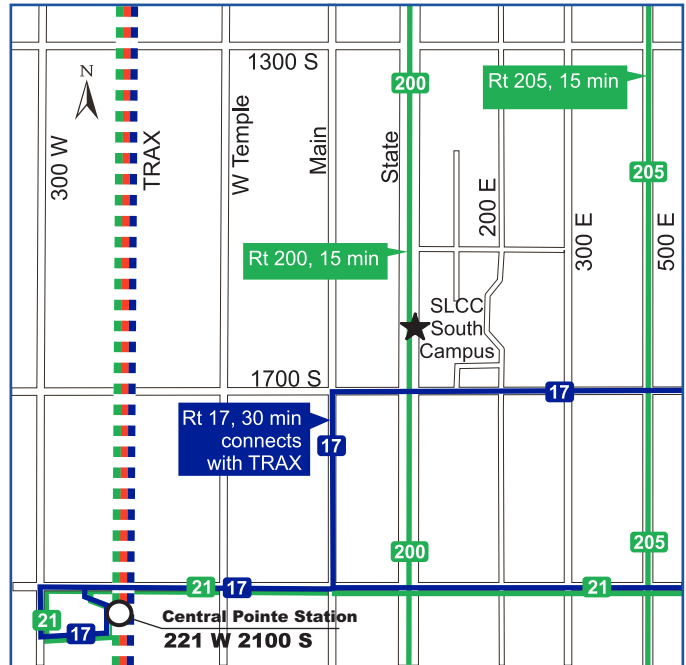 1300 S
N
200
Rt 205, 15 min
300 W
TRAX
W Temple
Main
State
205
200 E
300 E
500 E
Rt 200, 15 min
SLCC
South
Campus
1700 S
17
Rt 17, 30 min
connects
with TRAX
17
200
205
21
17
21
21
17
Central Pointe Station
221 W 2100 S